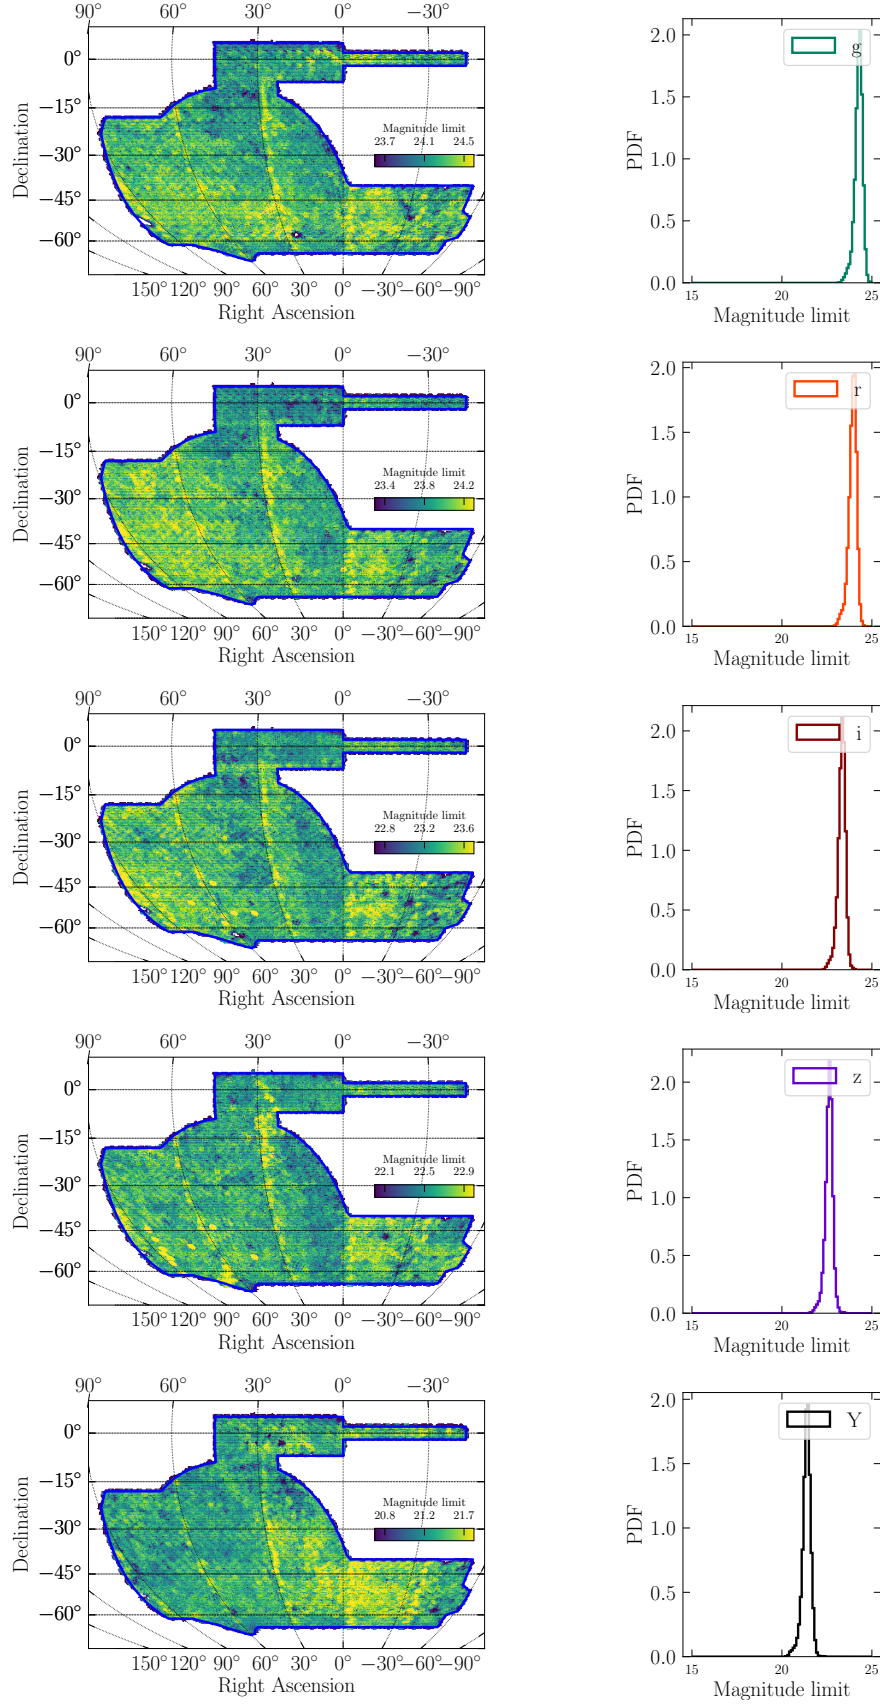 90° 60° 30° 0° −30°
0°
−15°
−30°
−45°
−60°
Declination
Magnitude limit
23.7 24.1 24.5
150° 120° 90° 60° 30° 0° −30° −60° −90°
Right Ascension
g
2.0
1.5
1.0
0.5
0.0
PDF
15 20 25
Magnitude limit
90° 60° 30° 0° −30°
0°
−15°
−30°
−45°
−60°
Declination
Magnitude limit
23.4 23.8 24.2
150° 120° 90° 60° 30° 0° −30° −60° −90°
Right Ascension
r
2.0
1.5
1.0
0.5
0.0
PDF
15 20 25
Magnitude limit
90° 60° 30° 0° −30°
0°
−15°
−30°
−45°
−60°
Declination
Magnitude limit
22.8 23.2 23.6
150° 120° 90° 60° 30° 0° −30° −60° −90°
Right Ascension
i
2.0
1.5
1.0
0.5
0.0
PDF
15 20 25
Magnitude limit
90° 60° 30° 0° −30°
0°
−15°
−30°
−45°
−60°
Declination
Magnitude limit
22.1 22.5 22.9
150° 120° 90° 60° 30° 0° −30° −60° −90°
Right Ascension
z
2.0
1.5
1.0
0.5
0.0
PDF
15 20 25
Magnitude limit
90° 60° 30° 0° −30°
0°
−15°
−30°
−45°
−60°
Declination
Magnitude limit
20.8 21.2 21.7
150° 120° 90° 60° 30° 0° −30° −60° −90°
Right Ascension
Y
2.0
1.5
1.0
0.5
0.0
PDF
15 20 25
Magnitude limit